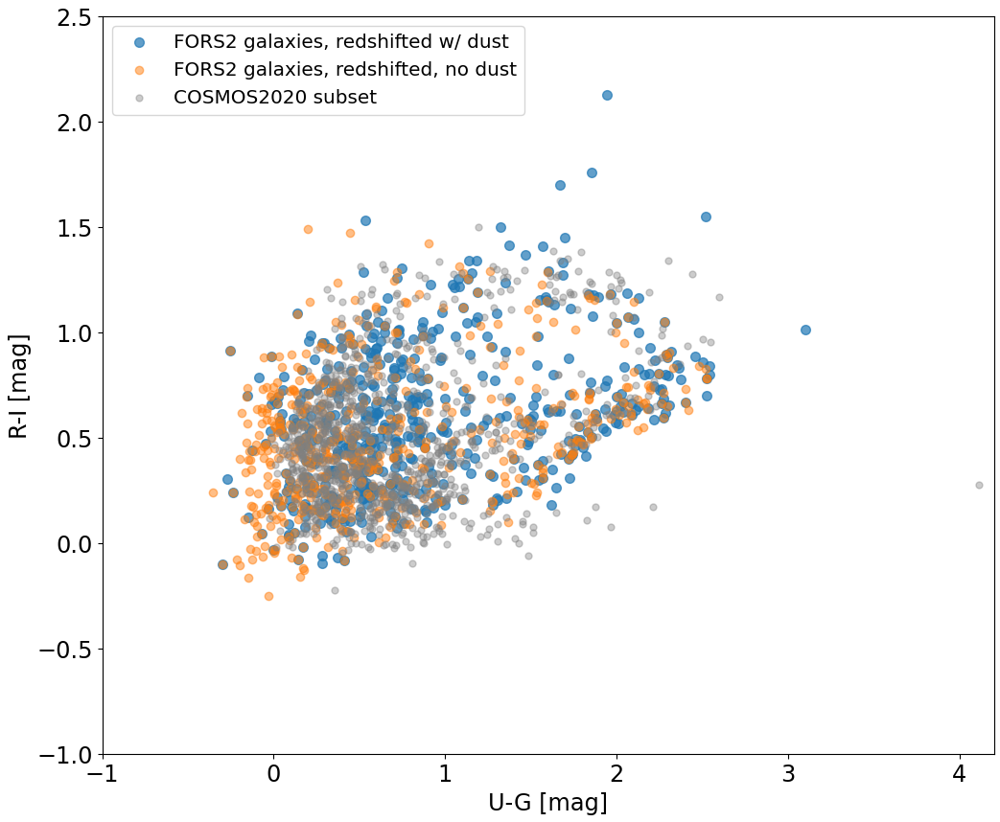 2.5
2.0
1.5
1.0
0.5
0.0
−0.5
−1.0
R-I [mag]
FORS2 galaxies, redshifted w/ dust
FORS2 galaxies, redshifted, no dust
COSMOS2020 subset
−1
0
1
2
3
4
U-G [mag]